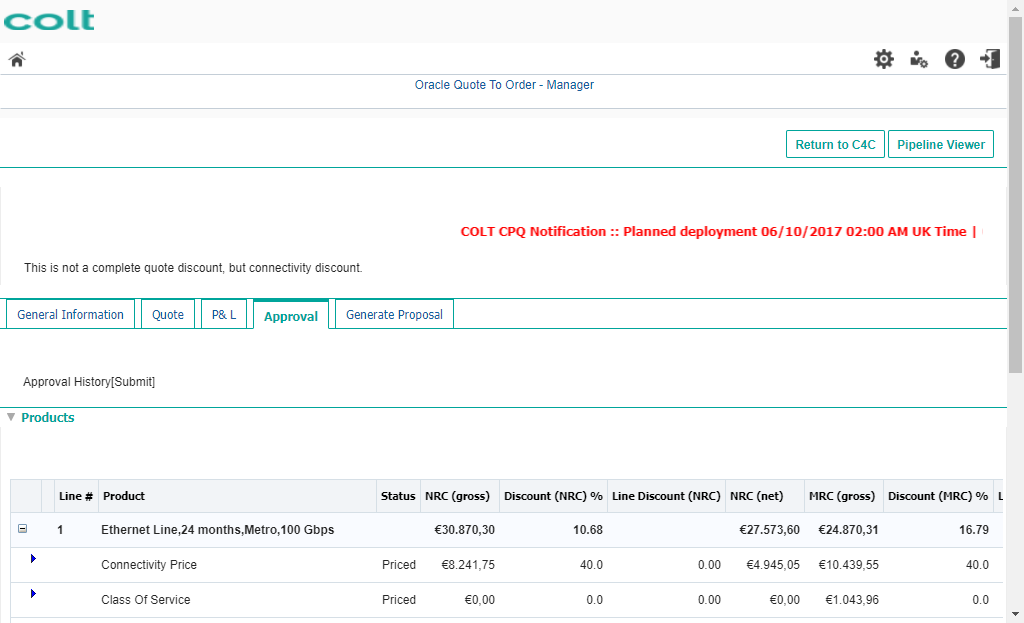 colt
Oracle Quote To Order - Manager
Return to C4C Pipeline Viewer
COLT CPQ Notification :: Planned deployment 06/10/2017 02:00 AM UK Time |
This is not a complete quote discount, but connectivity discount.
General Information Quote P& L Approval Generate Proposal
Approval History[Submit]
Products
Line # Product Status NRC (gross) Discount (NRC) % Line Discount (NRC) NRC (net) MRC (gross) Discount (MRC) %
1 Ethernet Line,24 months,Metro,100 Gbps €30.870,30 10.68 €27.573,60 €24.870,31 16.79
Connectivity Price Priced €8.241,75 40.0 0.00 €4.945,05 €10.439,55 40.0
Class Of Service Priced €0,00 0.0 0.00 €0,00 €1.043,96 0.0